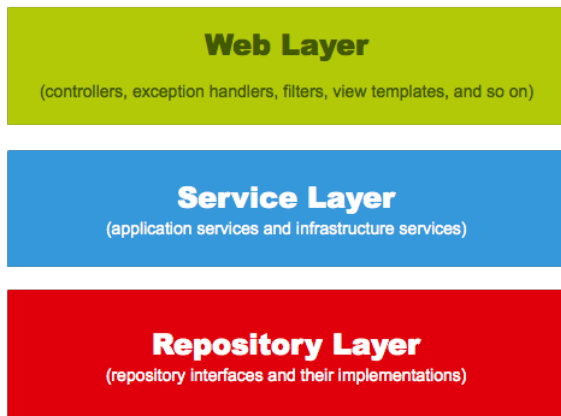 Web Layer
(controllers, exception handlers, filters, view templates, and so on)
Service Layer
(application services and infrastructure services)
Repository Layer
(repository interfaces and their implementations)